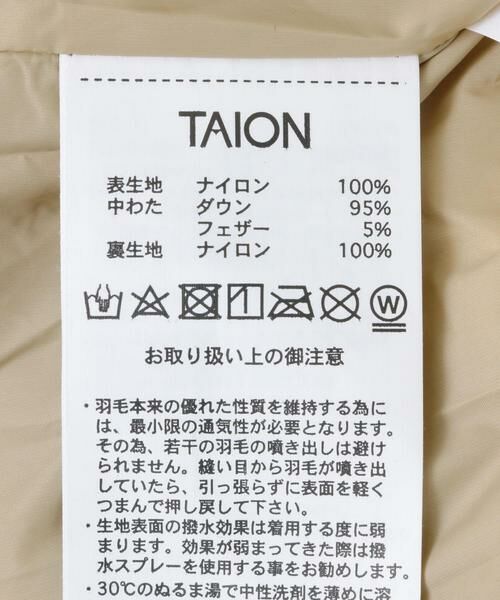 TAION
表生地 ナイロン 100%
中わた ダウン 95%
フェザー 5%
裏生地 ナイロン 100%
W
お取り扱い上の御注意
・羽毛本来の優れた性質を維持する為に
は、最小限の通気性が必要となります。
その為、若干の羽毛の噴き出しは避け
られません。縫い目から羽毛が噴き出
していたら、引っ張らずに表面を軽く
つまんで押し戻して下さい。
・生地表面の撥水効果は着用する度に弱
まります。効果が弱まってきた際は撥
水スプレーを使用する事をお勧めします。
・30℃のぬるま湯で中性洗剤を薄めに溶